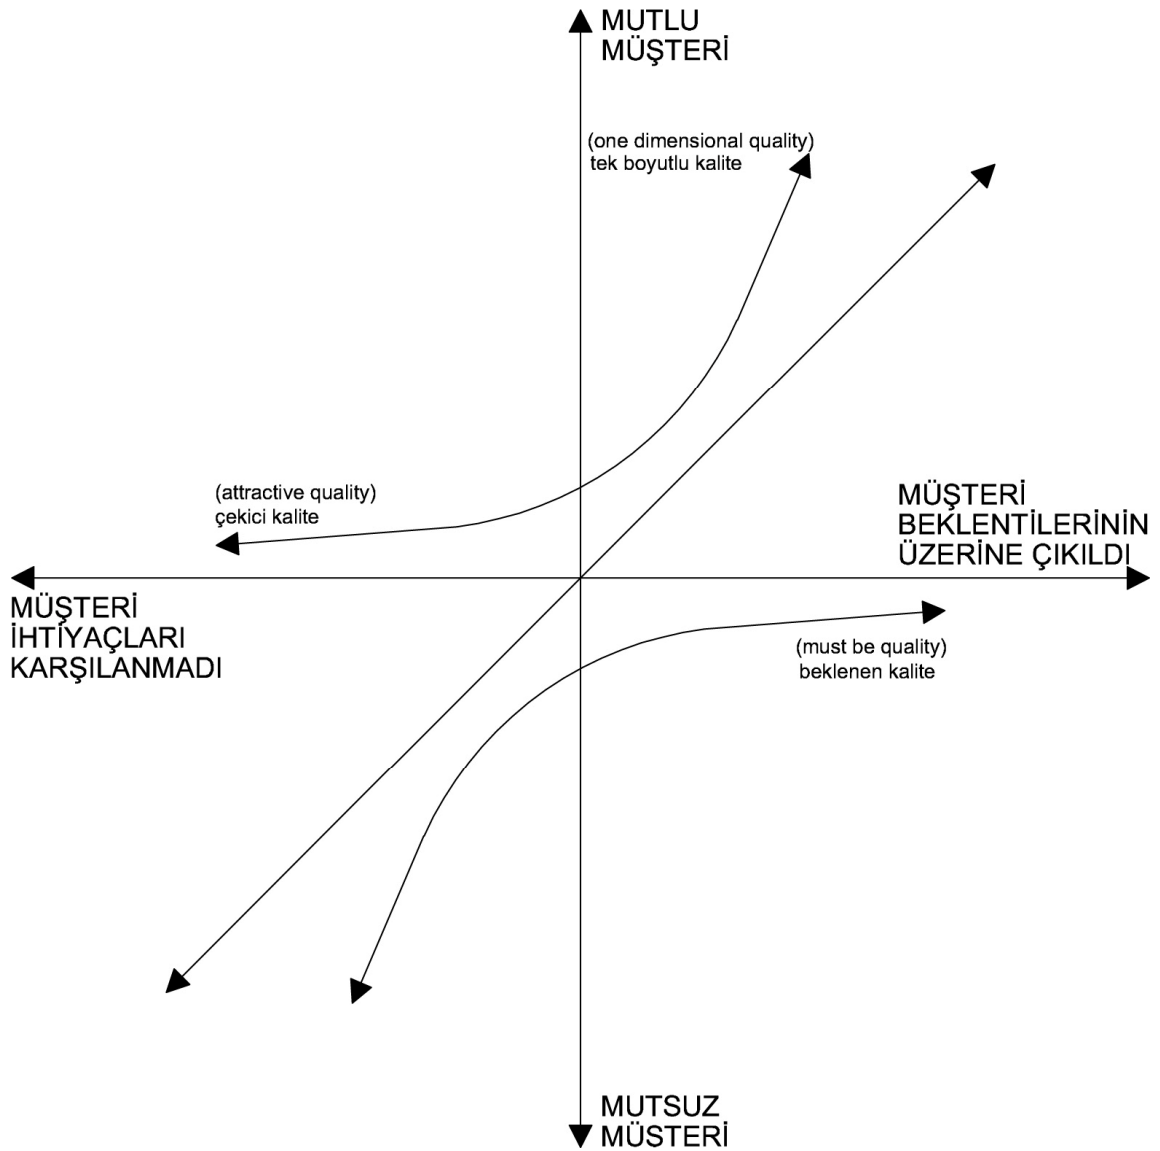 MUTLU
MÜŞTERİ
(one dimensional quality)
tek boyutlu kalite
(attractive quality)
çekici kalite
MÜŞTERİ
BEKLENTİLERİNİN
ÜZERİNE ÇIKILDI
MÜŞTERİ
İHTİYAÇLARI
KARŞILANMADI
(must be quality)
beklenen kalite
MUTSUZ
MÜSTERİ